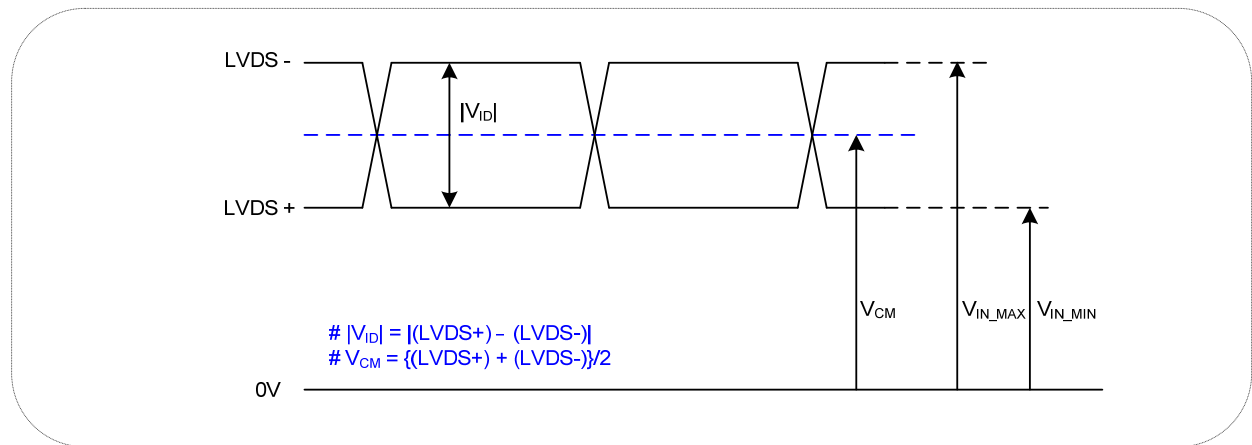 LVDS -
|VID|
LVDS +
VCM
VIN_MAX
VIN_MIN
# |VID| = |(LVDS+) – (LVDS-)|
# VCM = {(LVDS+) + (LVDS-)}/2
0V